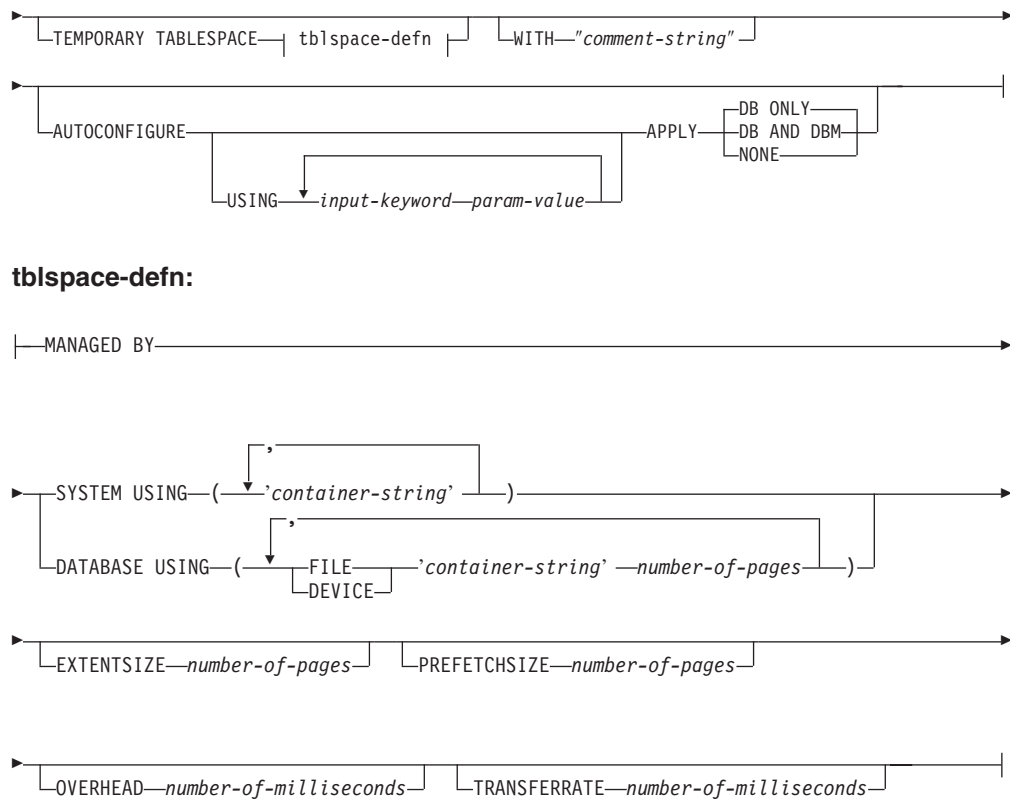 TEMPORARY TABLESPACE tblspace-defn WITH "comment-string"
DB ONLY
AUTOCONFIGURE APPLY DB AND DBM
NONE
USING input-keyword param-value
tblspace-defn:
MANAGED BY
,
SYSTEM USING ( 'container-string' )
,
DATABASE USING ( FILE 'container-string' number-of-pages )
DEVICE
EXTENTSIZE number-of-pages PREFETCHSIZE number-of-pages
OVERHEAD number-of-milliseconds TRANSFERRATE number-of-milliseconds